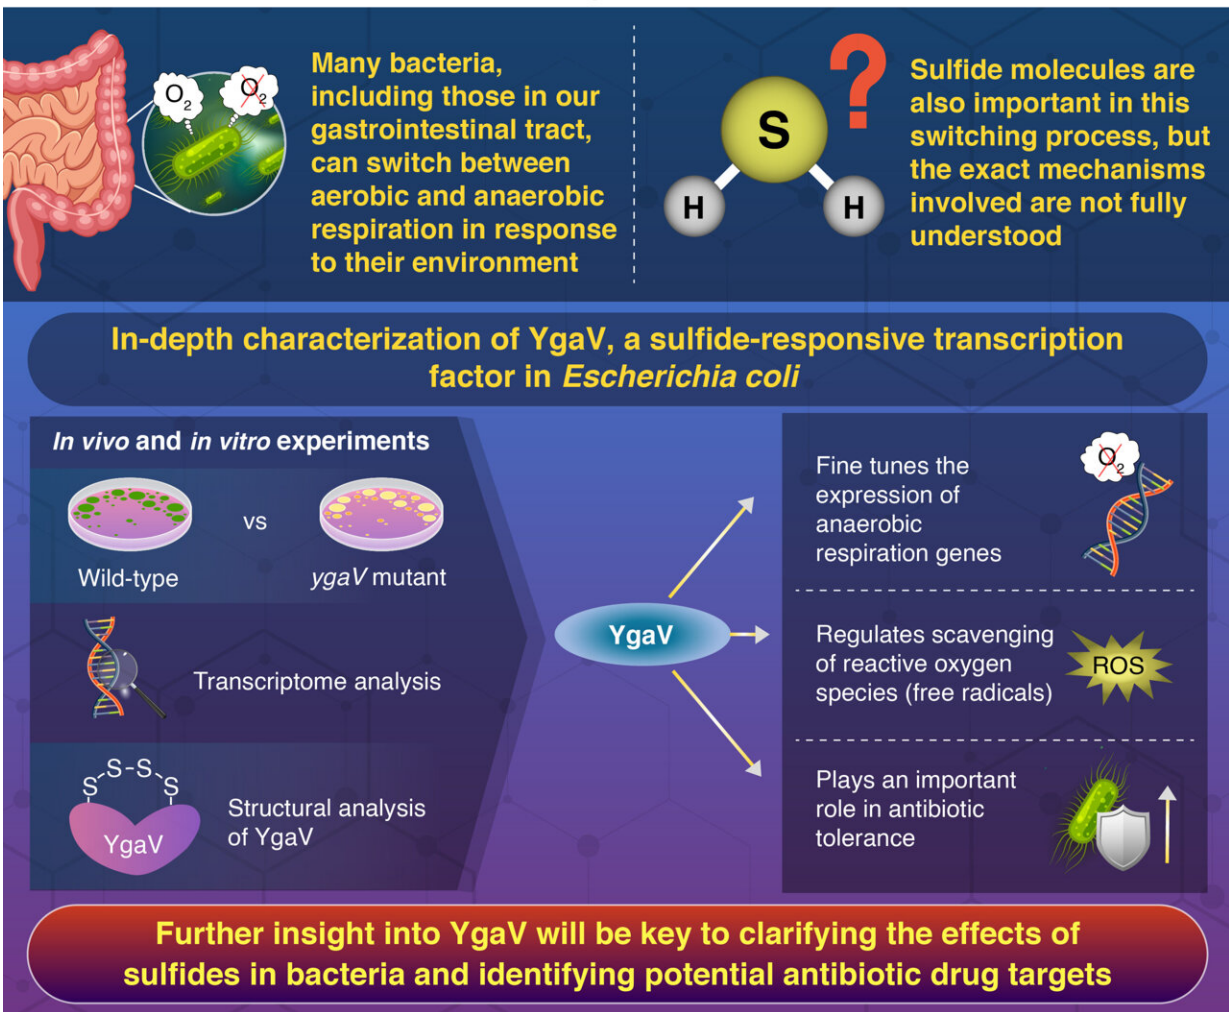 O2
O2
Many bacteria,
including those in our
gastrointestinal tract,
can switch between
aerobic and anaerobic
respiration in response
to their environment
S
H
H
?
Sulfide molecules are
also important in this
switching process, but
the exact mechanisms
involved are not fully
understood
In-depth characterization of YgaV, a sulfide-responsive transcription
factor in Escherichia coli
In vivo and in vitro experiments
vs
Wild-type
ygaV mutant
Transcriptome analysis
S-S
S S
YgaV
Structural analysis
of YgaV
YgaV
Fine tunes the
expression of
anaerobic
respiration genes
O2
Regulates scavenging
of reactive oxygen
species (free radicals)
ROS
Plays an important
role in antibiotic
tolerance
Further insight into YgaV will be key to clarifying the effects of
sulfides in bacteria and identifying potential antibiotic drug targets